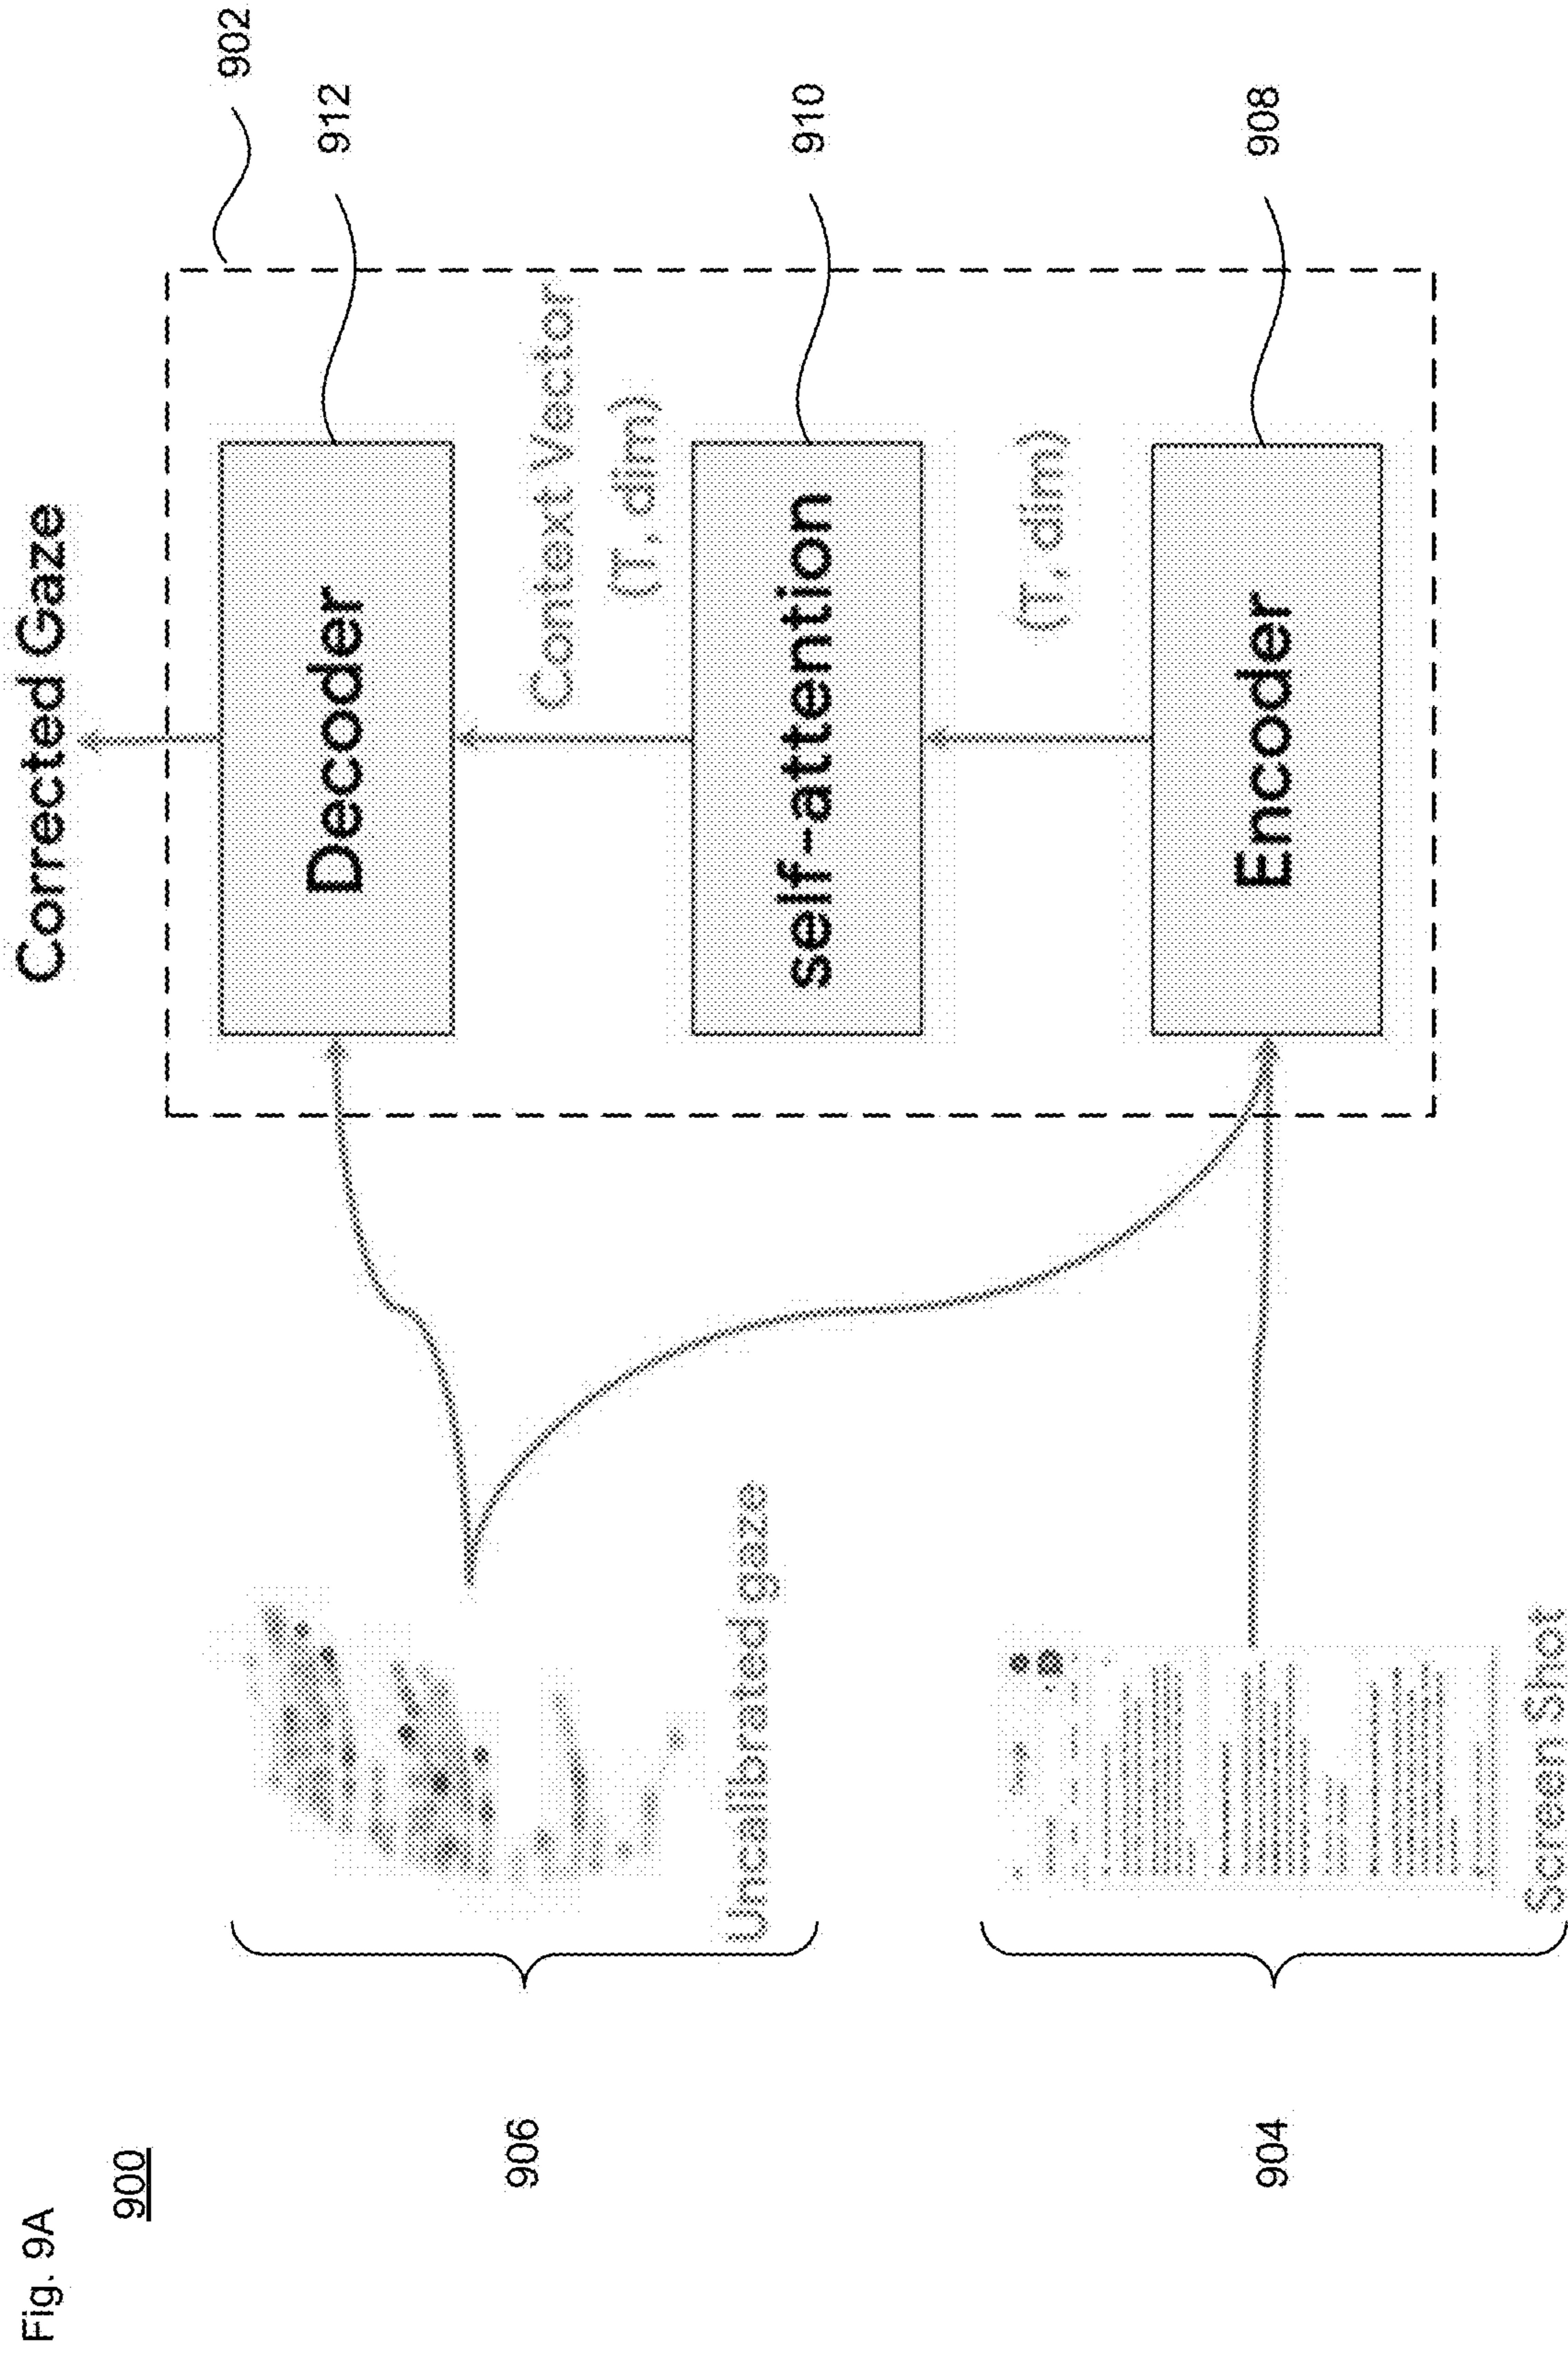 Fig. 9A
900
Corrected Gaze
902
Decoder
912
Context Vector
(T, dim)
906
Uncalibrated gaze
self-attention
910
(T, dim)
904
Screen Shot
Encoder
908